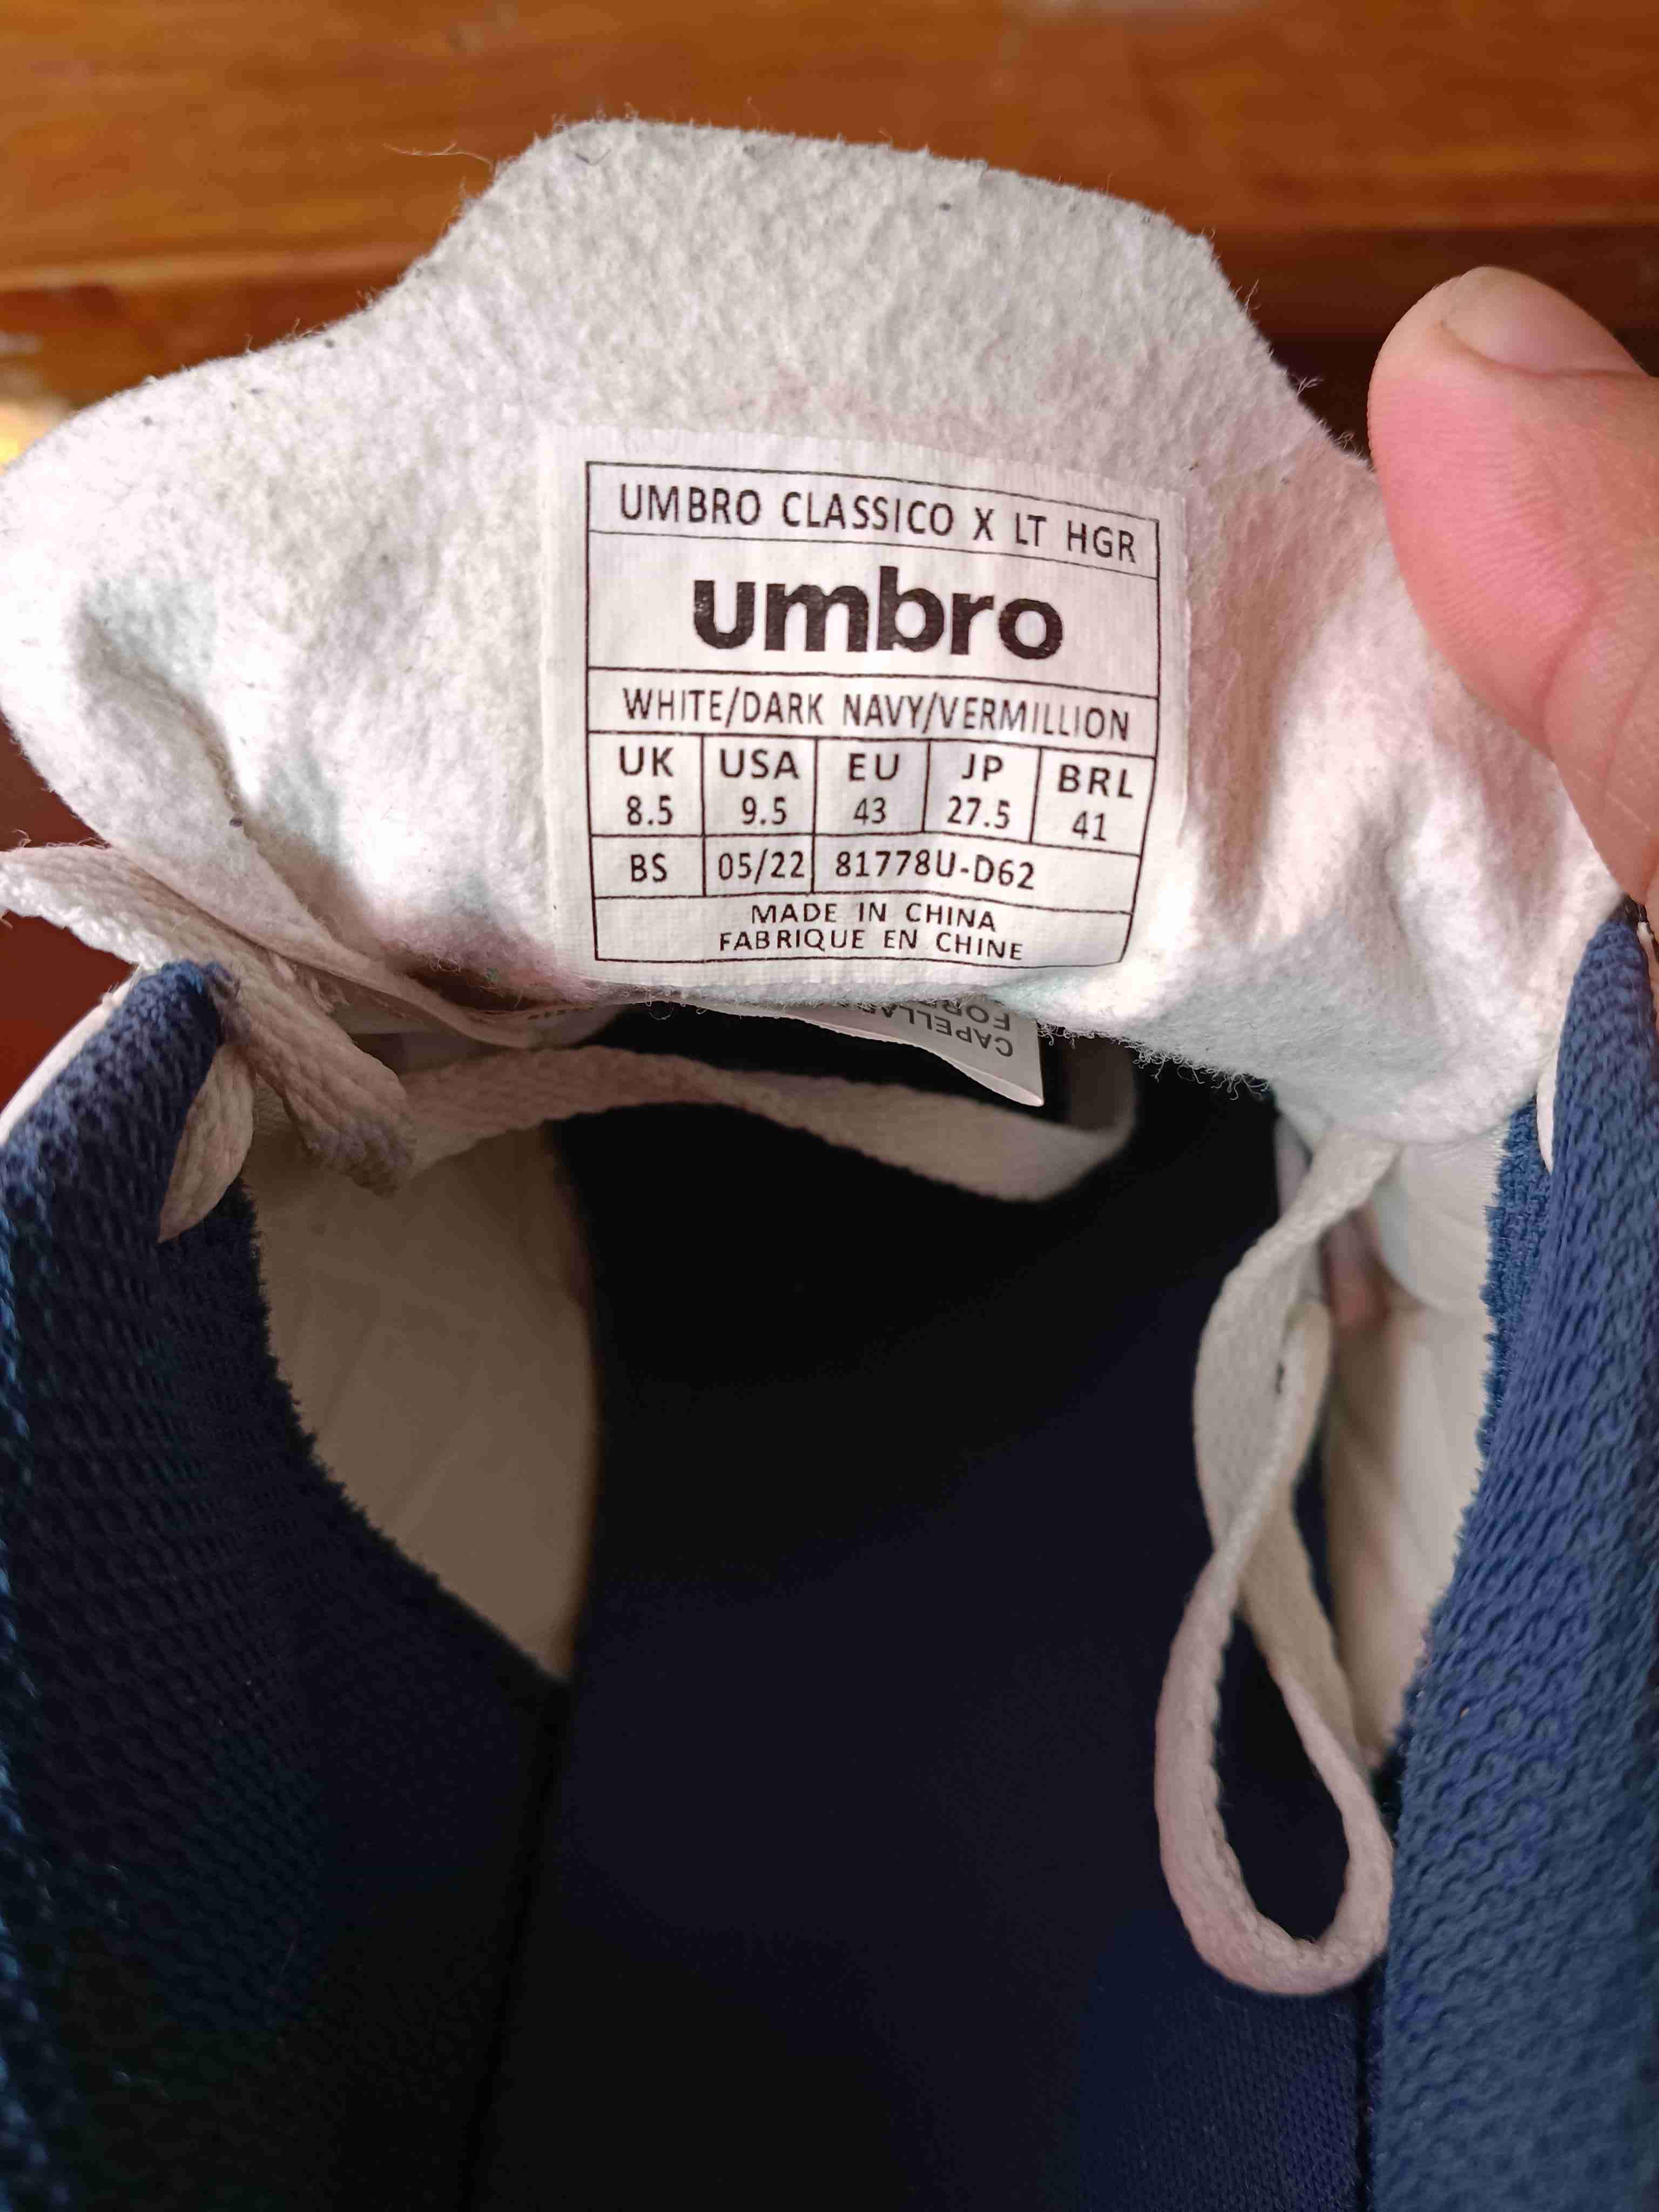 UMBRO CLASSICO X LT HGR
umbro
WHITE/DARK NAVY/VERMILLION
UK USA EU JP BRL
8.5 9.5 43 27.5 41
BS 05/22 81778U-D62
MADE IN CHINA
FABRIQUE EN CHINE